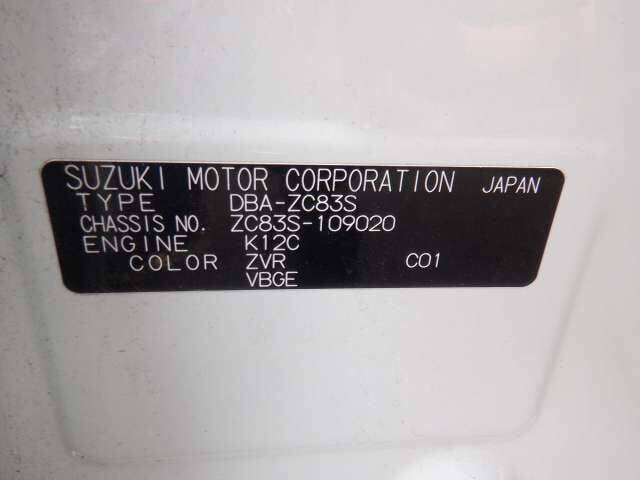 SUZUKI MOTOR CORPORATION JAPAN
TYPE DBA-ZC83S
CHASSIS NO. ZC83S-109020
ENGINE K12C
COLOR ZVR C01
VBGE